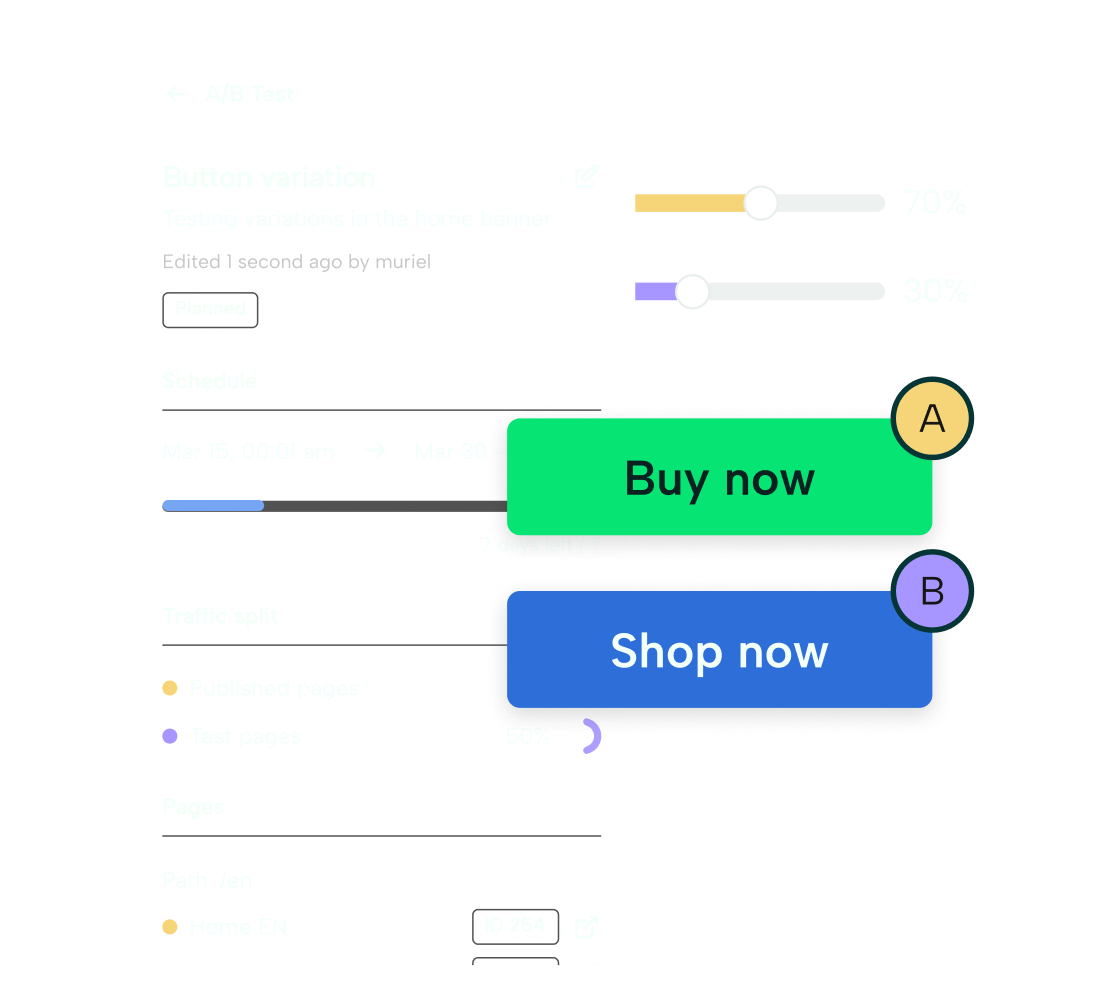 A/B Test
Button variation
Testing variations in the home banner
Edited 1 second ago by muriel
Planned
70%
30%
Schedule
Mar 15, 00:01 am → Mar 30
A
Buy now
7 days left
B
Shop now
Traffic split
Published pages
Test pages 50%
Pages
Path: /en
Home EN ID 254